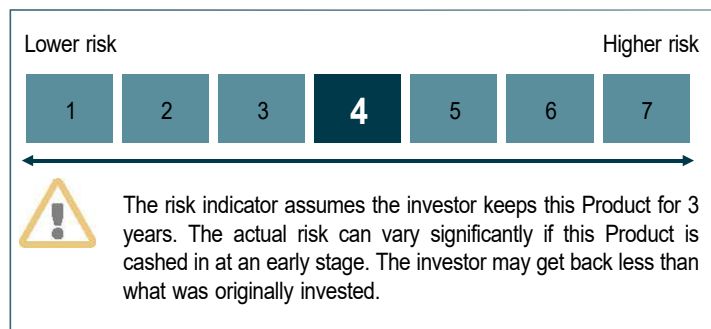 Lower risk Higher risk
1 2 3 4 5 6 7
The risk indicator assumes the investor keeps this Product for 3
years. The actual risk can vary significantly if this Product is
cashed in at an early stage. The investor may get back less than
what was originally invested.